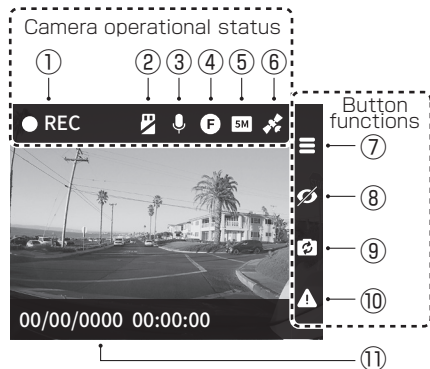 Camera operational status
① ② ③ ④ ⑤ ⑥
REC F 5M
Button
functions
⑦
⑧
⑨
⑩
00/00/0000 00:00:00
⑪